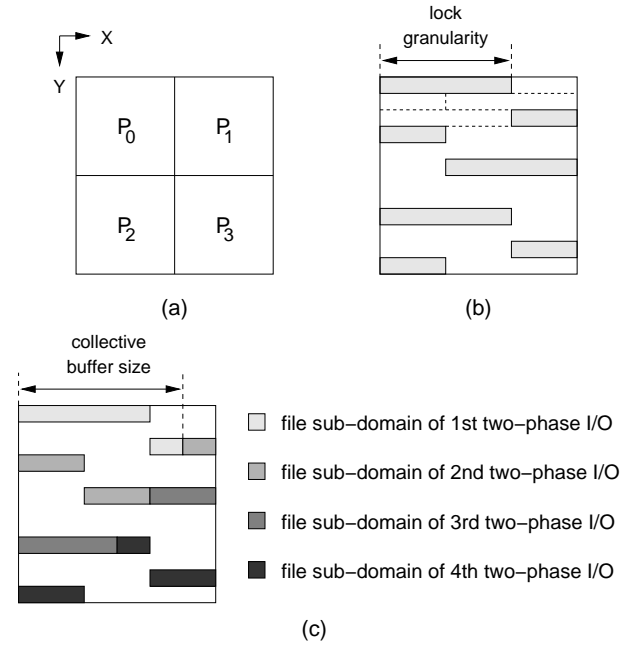 X
Y
P0
P1
P2
P3
(a)
lock
granularity
(b)
collective
buffer size
file sub−domain of 1st two−phase I/O
file sub−domain of 2nd two−phase I/O
file sub−domain of 3rd two−phase I/O
file sub−domain of 4th two−phase I/O
(c)